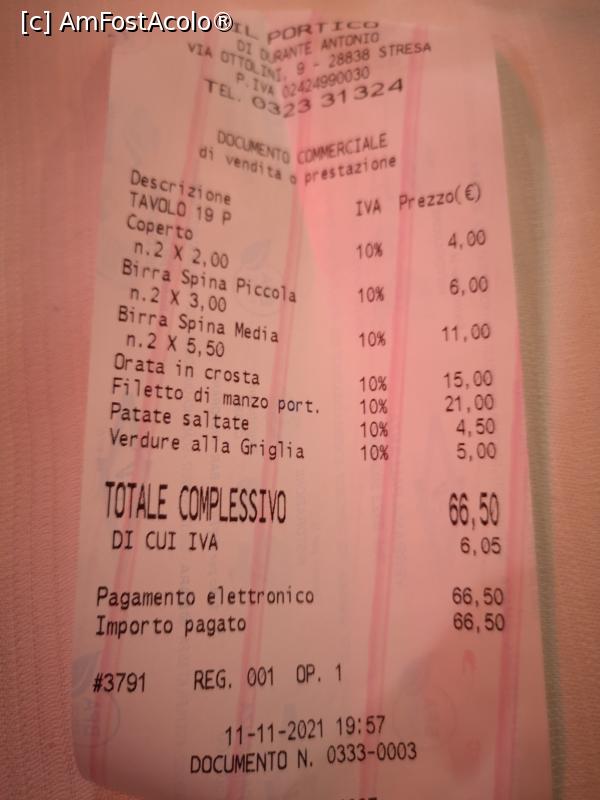 [c] AmFostAcolo®
IL PORTICO
DI DURANTE ANTONIO
VIA OTTOLINI, 9 - 28838 STRESA
P.IVA 02424990030
TEL. 0323 31324
DOCUMENTO COMMERCIALE
di vendita o prestazione
Descrizione IVA Prezzo(€)
TAVOLO 19 P
Coperto
n.2 X 2,00 10% 4,00
Birra Spina Piccola
n.2 X 3,00 10% 6,00
Birra Spina Media
n.2 X 5,50 10% 11,00
Orata in crosta 10% 15,00
Filetto di manzo port. 10% 21,00
Patate saltate 10% 4,50
Verdure alla Griglia 10% 5,00
TOTALE COMPLESSIVO 66,50
DI CUI IVA 6,05
Pagamento elettronico 66,50
Importo pagato 66,50
#3791 REG. 001 OP. 1
11-11-2021 19:57
DOCUMENTO N. 0333-0003